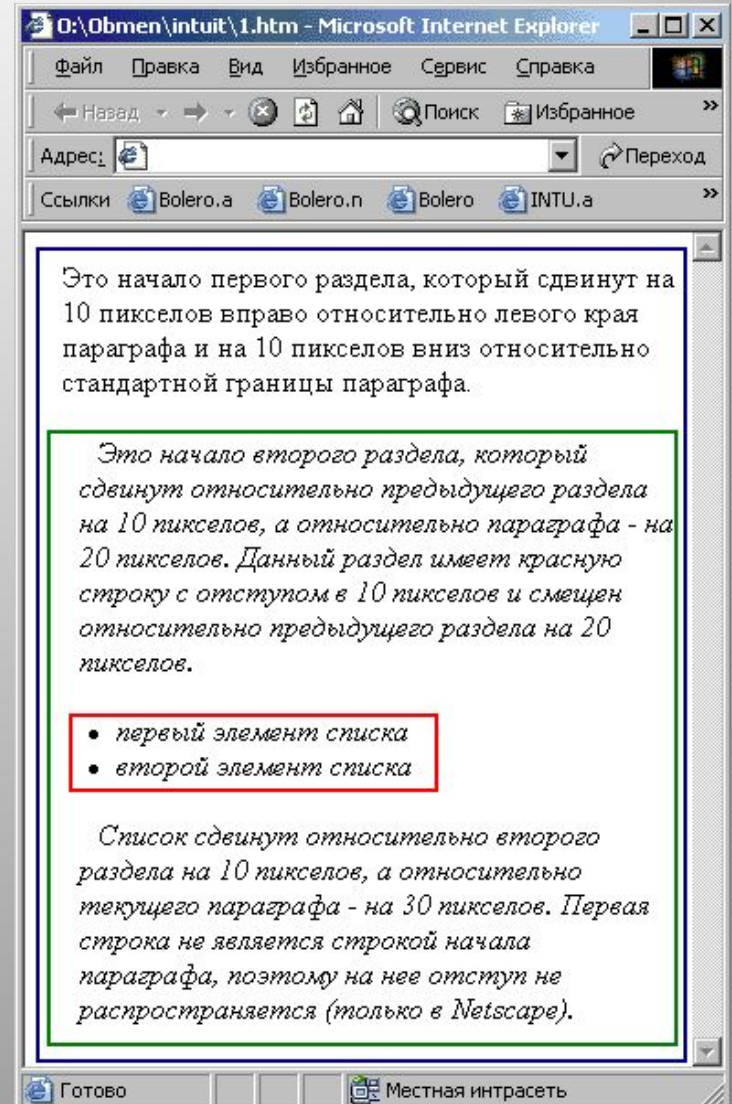 O:\Obmen\intuit\1.htm - Microsoft Internet Explorer
Файл Правка Вид Избранное Сервис Справка
Назад Поиск Избранное »
Адрес: Переход
Ссылки Bolero.a Bolero.n Bolero INTU.a »
Это начало первого раздела, который сдвинут на
10 пикселов вправо относительно левого края
параграфа и на 10 пикселов вниз относительно
стандартной границы параграфа.
Это начало второго раздела, который
сдвинут относительно предыдущего раздела
на 10 пикселов, а относительно параграфа - на
20 пикселов. Данный раздел имеет красную
строку с отступом в 10 пикселов и смещен
относительно предыдущего раздела на 20
пикселов.
• первый элемент списка
• второй элемент списка
Список сдвинут относительно второго
раздела на 10 пикселов, а относительно
текущего параграфа - на 30 пикселов. Первая
строка не является строкой начала
параграфа, поэтому на нее отступ не
распространяется (только в Netscape).
Готово Местная интрасеть